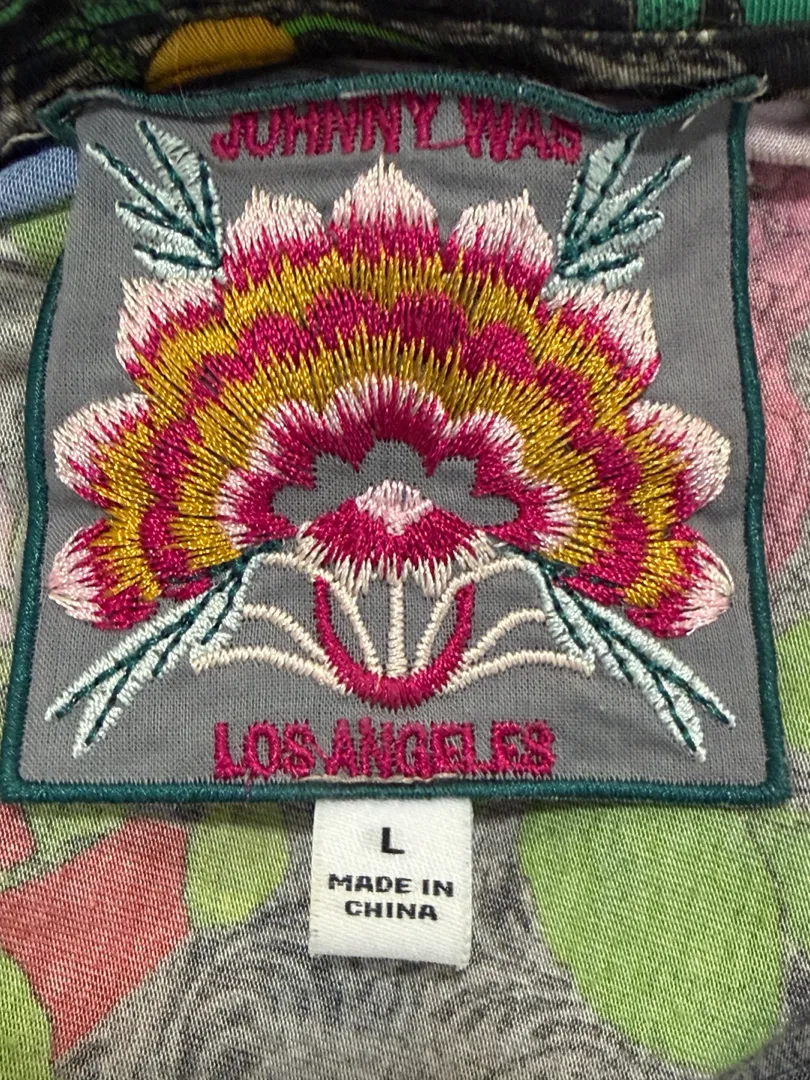 JOHNNY WAS
LOS ANGELES
L
MADE IN
CHINA